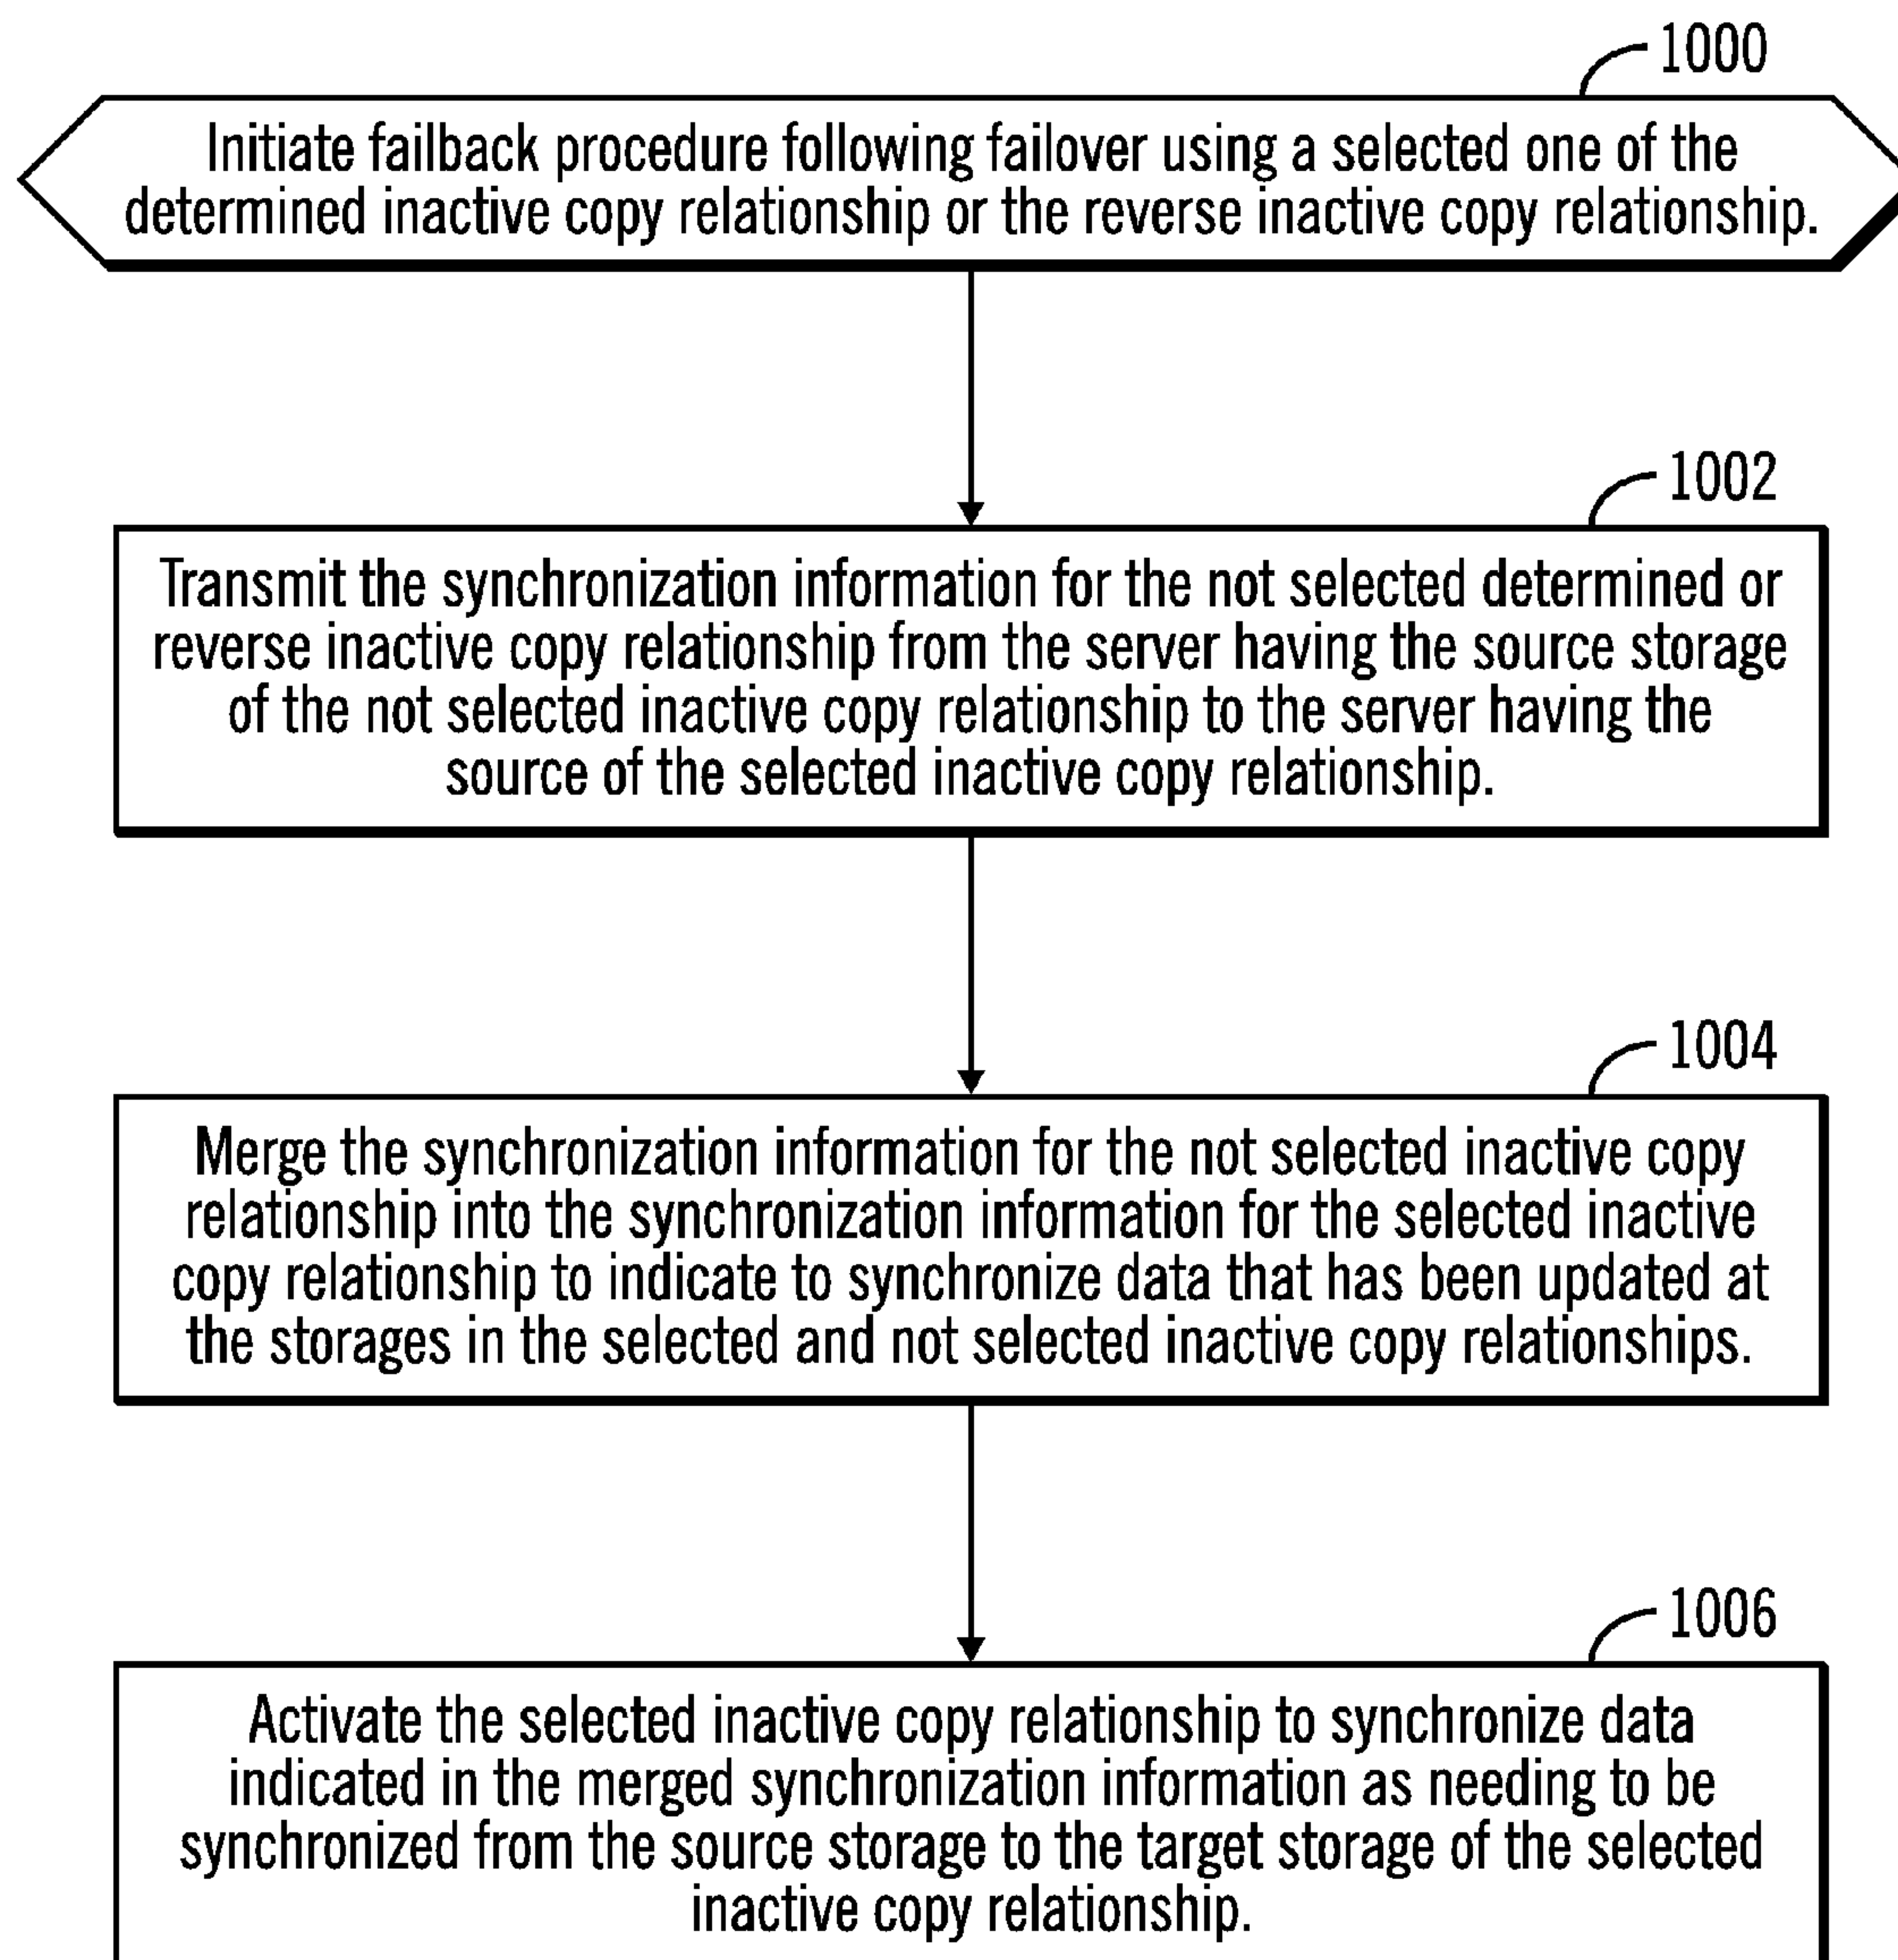 1000
Initiate failback procedure following failover using a selected one of the
determined inactive copy relationship or the reverse inactive copy relationship.
1002
Transmit the synchronization information for the not selected determined or
reverse inactive copy relationship from the server having the source storage
of the not selected inactive copy relationship to the server having the
source of the selected inactive copy relationship.
1004
Merge the synchronization information for the not selected inactive copy
relationship into the synchronization information for the selected inactive
copy relationship to indicate to synchronize data that has been updated at
the storages in the selected and not selected inactive copy relationships.
1006
Activate the selected inactive copy relationship to synchronize data
indicated in the merged synchronization information as needing to be
synchronized from the source storage to the target storage of the selected
inactive copy relationship.